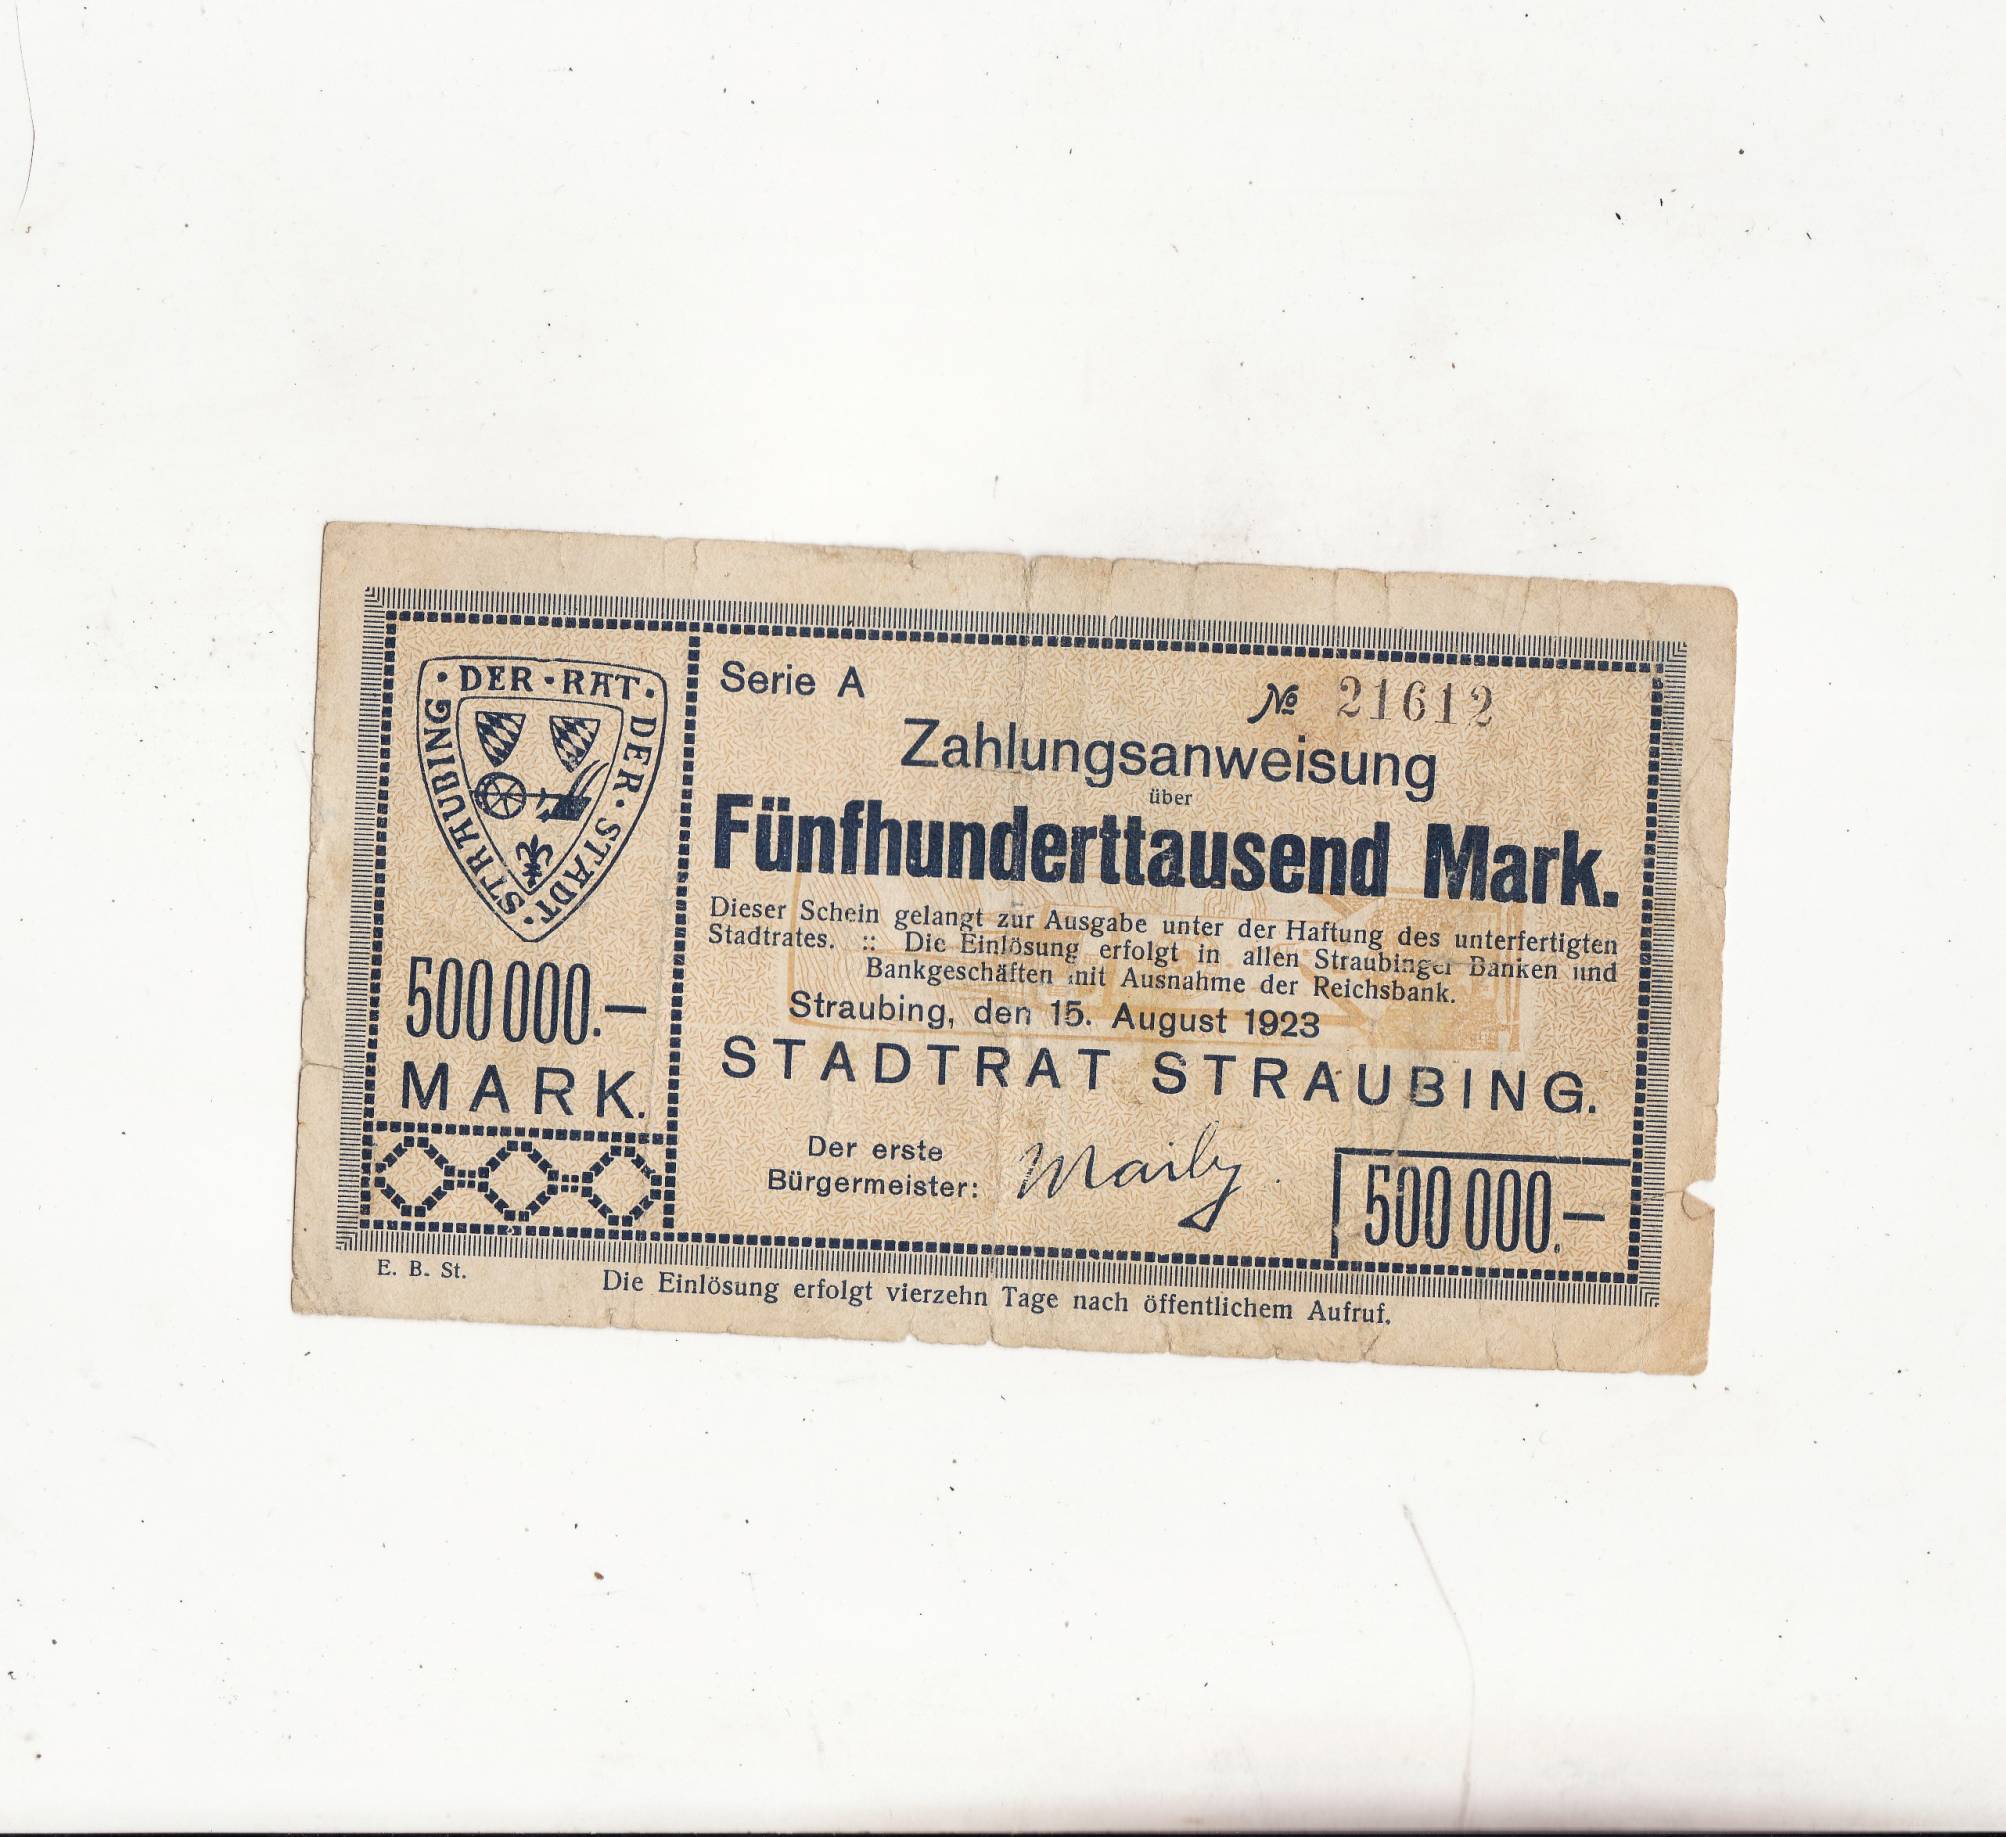 · DER · RAT · DER · STADT · STRAUBING
500 000.—
MARK.
Serie A
№ 21612
Zahlungsanweisung
über
Fünfhunderttausend Mark.
Dieser Schein gelangt zur Ausgabe unter der Haftung des unterfertigten
Stadtrates. :: Die Einlösung erfolgt in allen Straubinger Banken und
Bankgeschäften mit Ausnahme der Reichsbank.
Straubing, den 15. August 1923
STADTRAT STRAUBING.
Der erste
Bürgermeister:
500 000.—
E. B. St.
Die Einlösung erfolgt vierzehn Tage nach öffentlichem Aufruf.